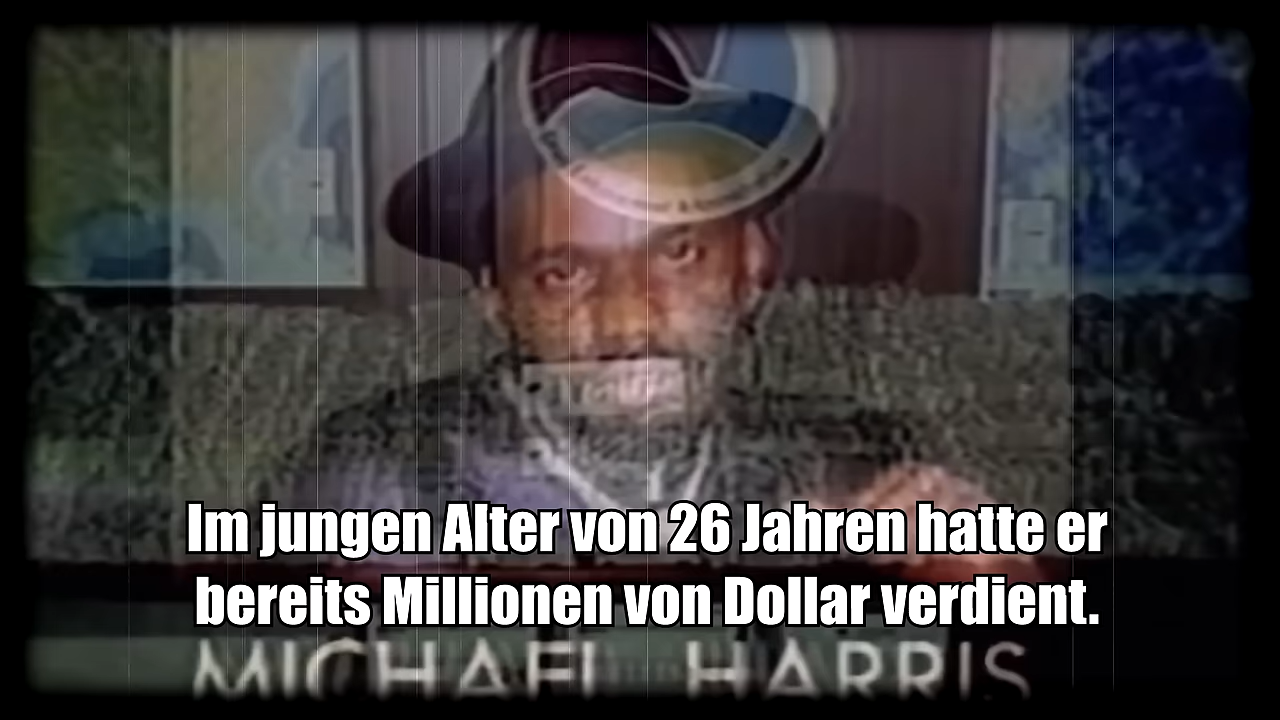 Im jungen Alter von 26 Jahren hatte er
bereits Millionen von Dollar verdient.
MICHAEL HARRIS